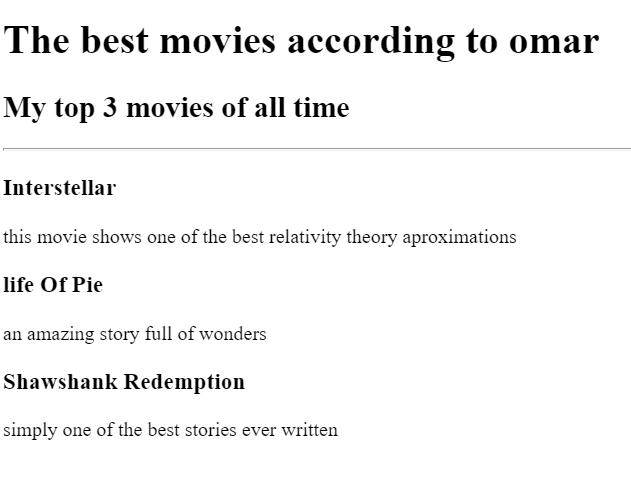 The best movies according to omar
My top 3 movies of all time
Interstellar
this movie shows one of the best relativity theory aproximations
life Of Pie
an amazing story full of wonders
Shawshank Redemption
simply one of the best stories ever written